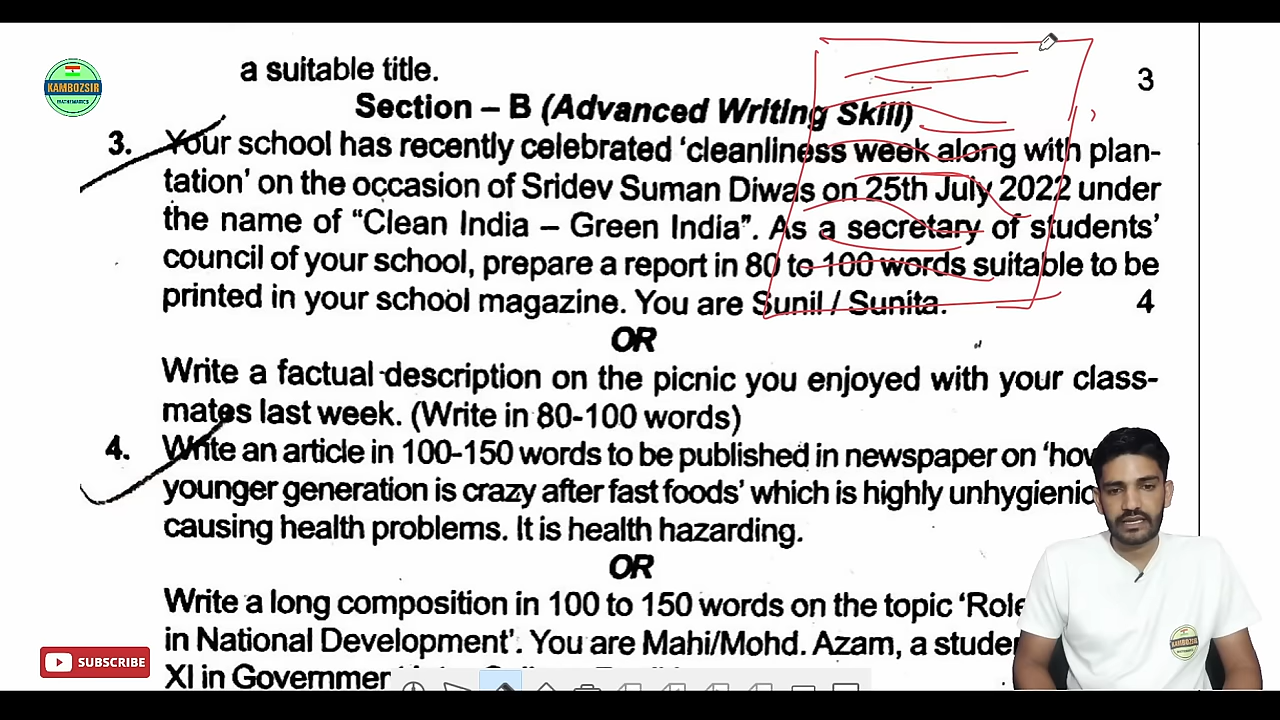 a suitable title.
3
Section – B (Advanced Writing Skill)
3. Your school has recently celebrated 'cleanliness week along with plan-
tation' on the occasion of Sridev Suman Diwas on 25th July 2022 under
the name of "Clean India – Green India". As a secretary of students'
council of your school, prepare a report in 80 to 100 words suitable to be
printed in your school magazine. You are Sunil / Sunita. 4
OR
Write a factual description on the picnic you enjoyed with your class-
mates last week. (Write in 80-100 words)
4. Write an article in 100-150 words to be published in newspaper on
younger generation is crazy after fast foods' which is highly
causing health problems. It is health hazarding.
OR
Write a long composition in 100 to 150 words on the topic
in National Development'. You are Mahi/Mohd. Azam, a
XI in
KAMBOZSIR
MATHEMATICS
SUBSCRIBE
KAMBOZSIR